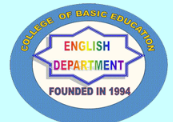 COLLEGE OF BASIC EDUCATION
ENGLISH
DEPARTMENT
FOUNDED IN 1994